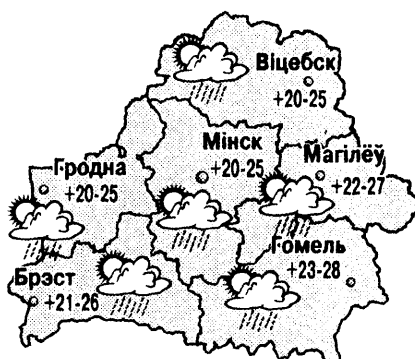 Віцебск
+20-25
Мінск
+20-25
Магілёў
+22-27
Гродна
+20-25
Гомель
+23-28
Брэст
+21-26